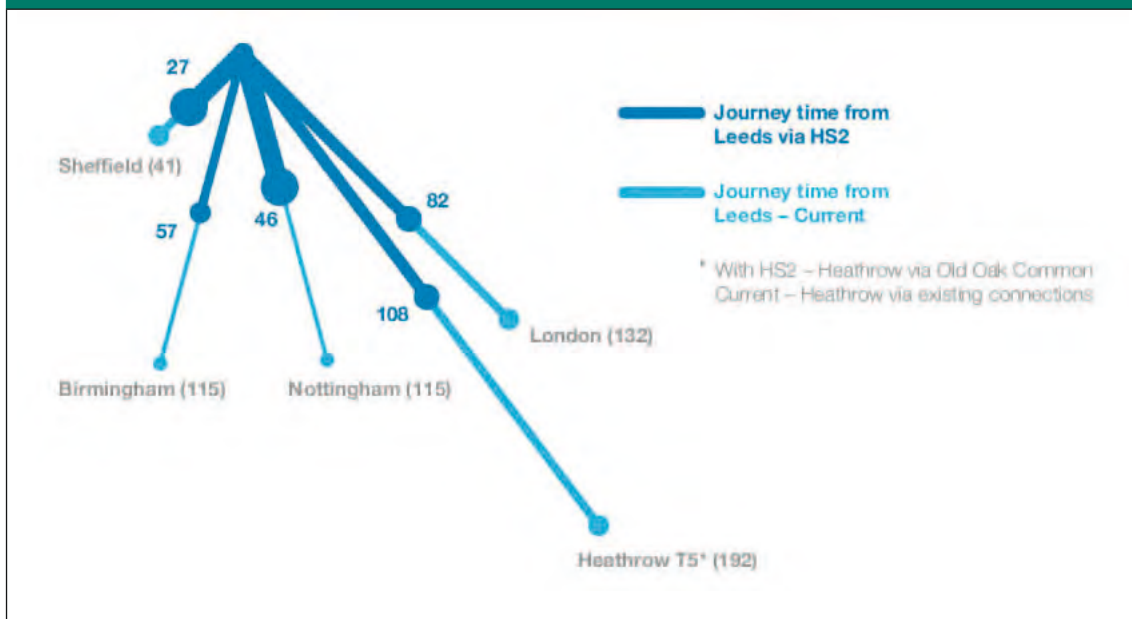 27
Sheffield (41)
57
46
82
108
Birmingham (115)
Nottingham (115)
London (132)
Heathrow T5* (192)
Journey time from
Leeds via HS2
Journey time from
Leeds – Current
* With HS2 – Heathrow via Old Oak Common
Current – Heathrow via existing connections